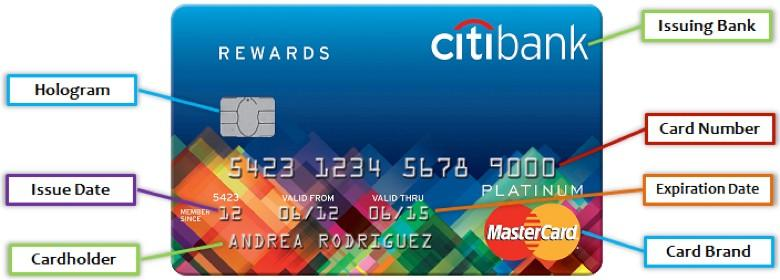 Issuing Bank
citibank
REWARDS
Hologram
Card Number
5423 1234 5678 9000
PLATINUM
Issue Date
5423 VALID FROM VALID THRU
MEMBER SINCE 12 06/12 06/15
Expiration Date
ANDREA RODRIGUEZ
MasterCard
Cardholder
Card Brand